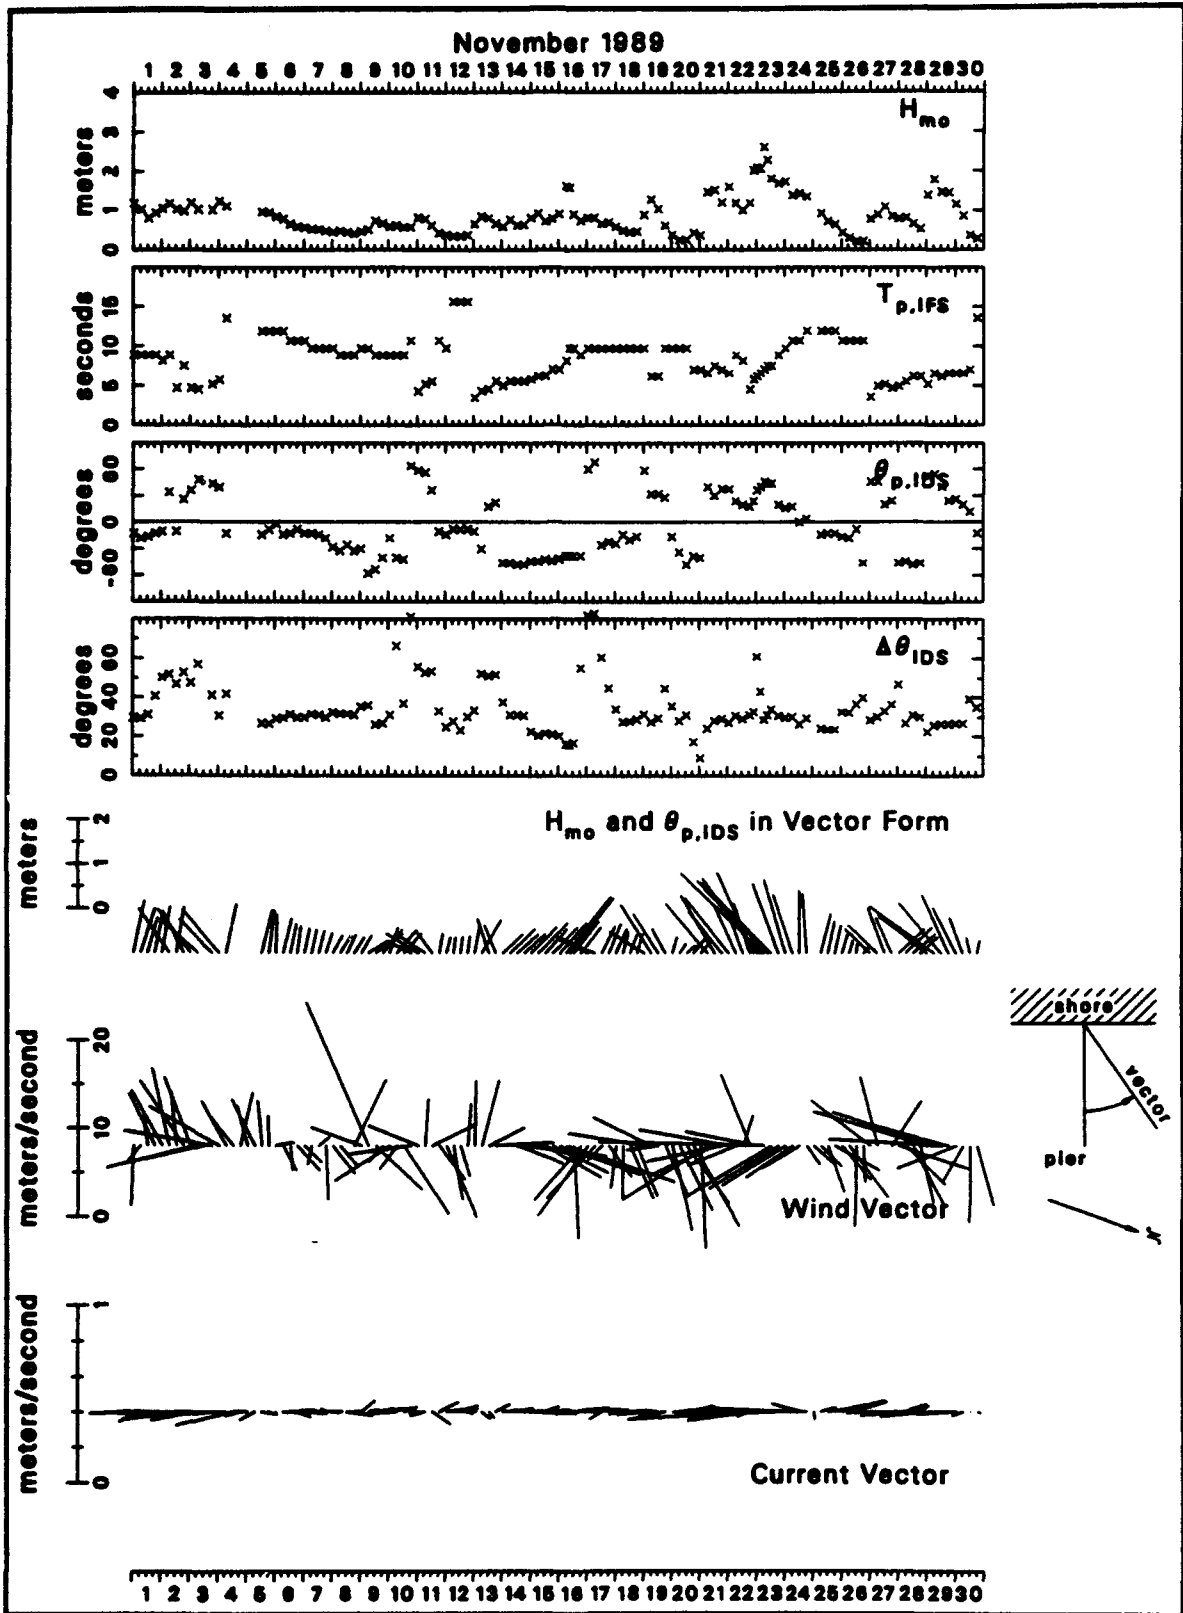 November 1989
1 2 3 4 5 6 7 8 9 10 11 12 13 14 15 16 17 18 19 20 21 22 23 24 25 26 27 28 29 30
meters
4
3
2
1
0
Hmo
seconds
15
10
5
0
Tp,IFS
degrees
60
0
-60
θp,IDS
degrees
60
40
20
0
ΔθIDS
meters
2
1
0
Hmo and θp,IDS in Vector Form
meters/second
20
10
0
Wind Vector
shore
vector
pier
N
meters/second
1
0
Current Vector
1 2 3 4 5 6 7 8 9 10 11 12 13 14 15 16 17 18 19 20 21 22 23 24 25 26 27 28 29 30